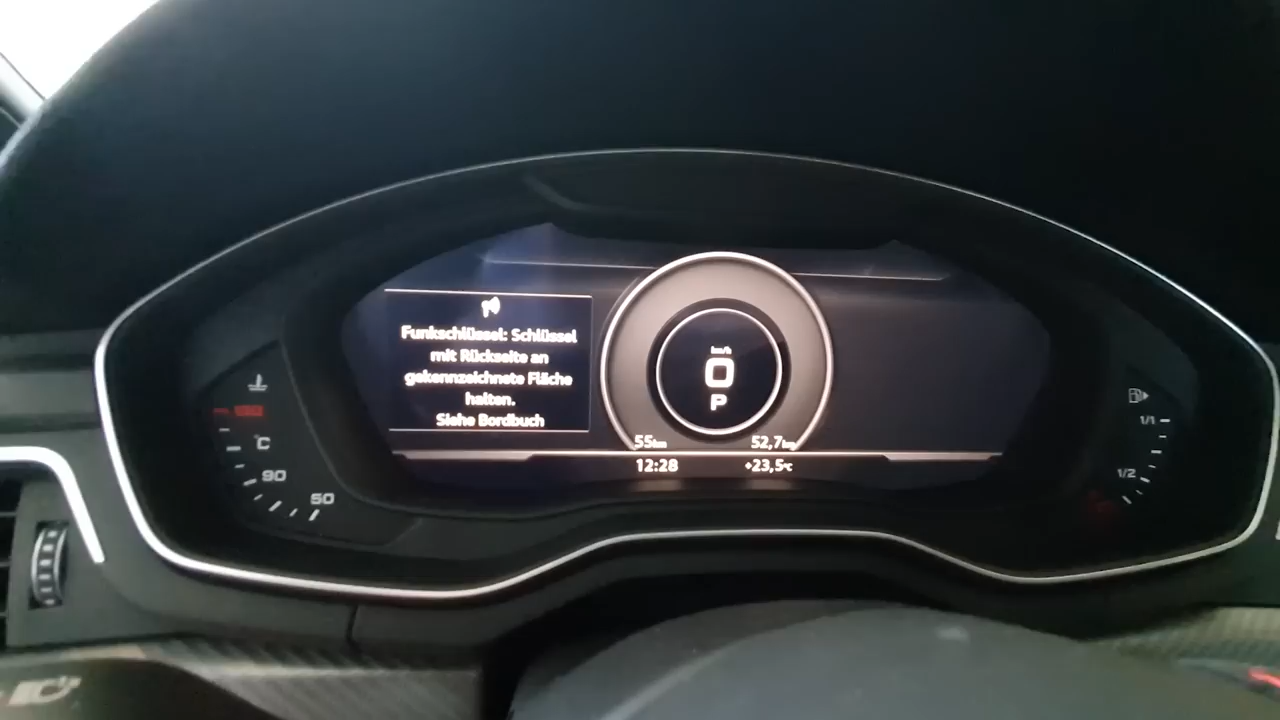 Funkschlüssel: Schlüssel
mit Rückseite an
gekennzeichnete Fläche
halten.
Siehe Bordbuch
km/h
0
P
55km
52,7km
12:28
+23,5°C
130
°C
90
50
1/1
1/2